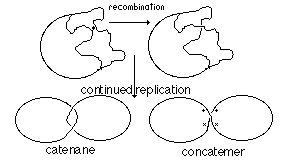 recombination
continued replication
catenane
concatemer